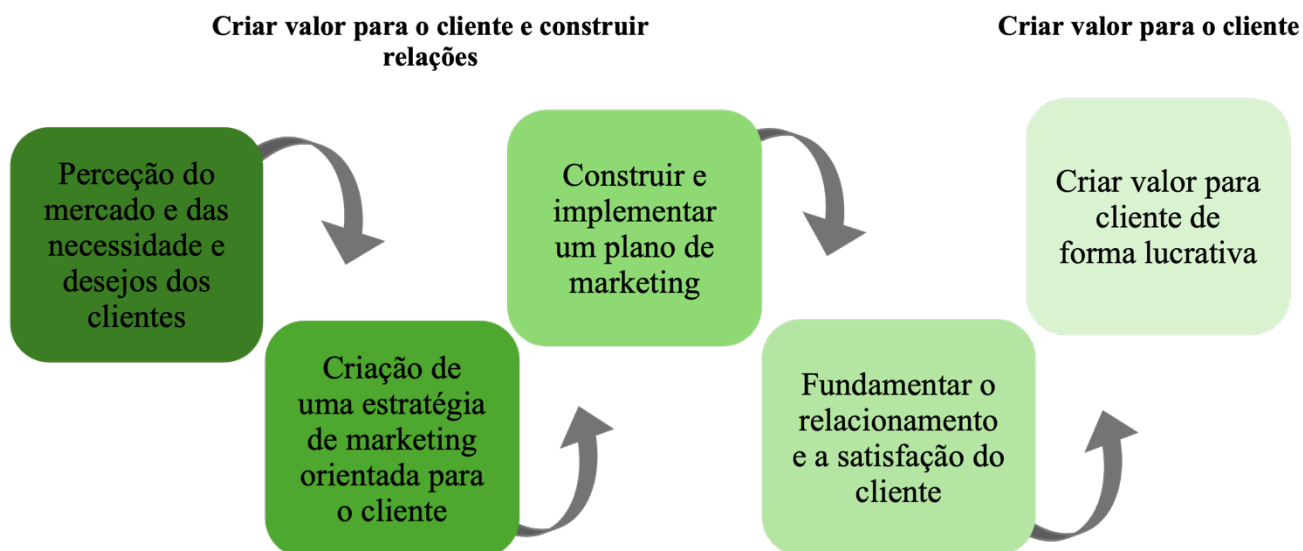 Criar valor para o cliente e construir
relações
Criar valor para o cliente
Perceção do
mercado e das
necessidade e
desejos dos
clientes
Criação de
uma estratégia
de marketing
orientada para
o cliente
Construir e
implementar
um plano de
marketing
Fundamentar o
relacionamento
e a satisfação do
cliente
Criar valor para
cliente de
forma lucrativa